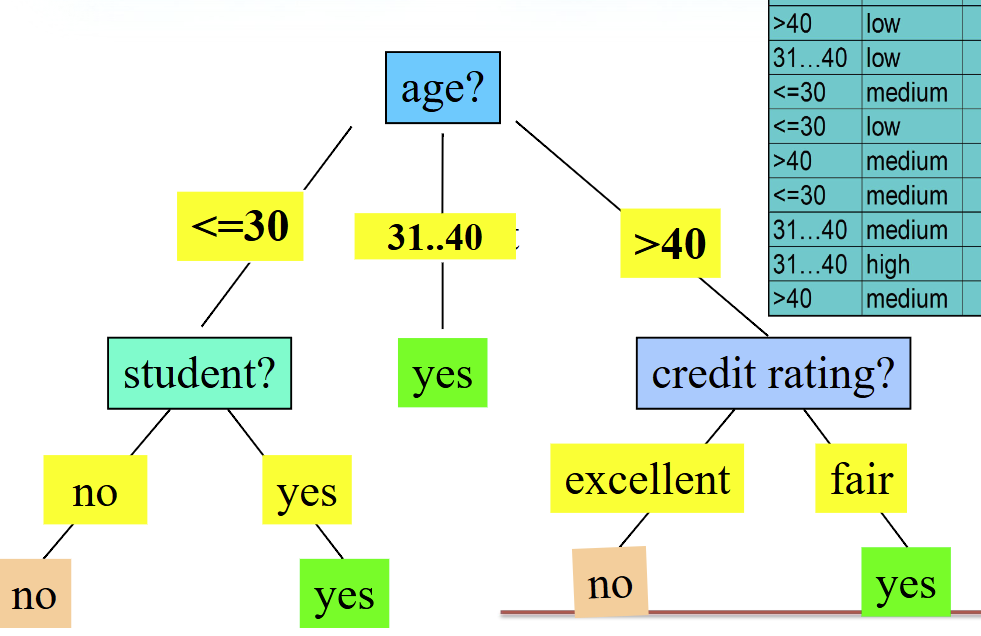 age?
<=30
31..40
>40
student?
yes
credit rating?
no
yes
excellent
fair
no
yes
no
yes
>40 low
31…40 low
<=30 medium
<=30 low
>40 medium
<=30 medium
31…40 medium
31…40 high
>40 medium